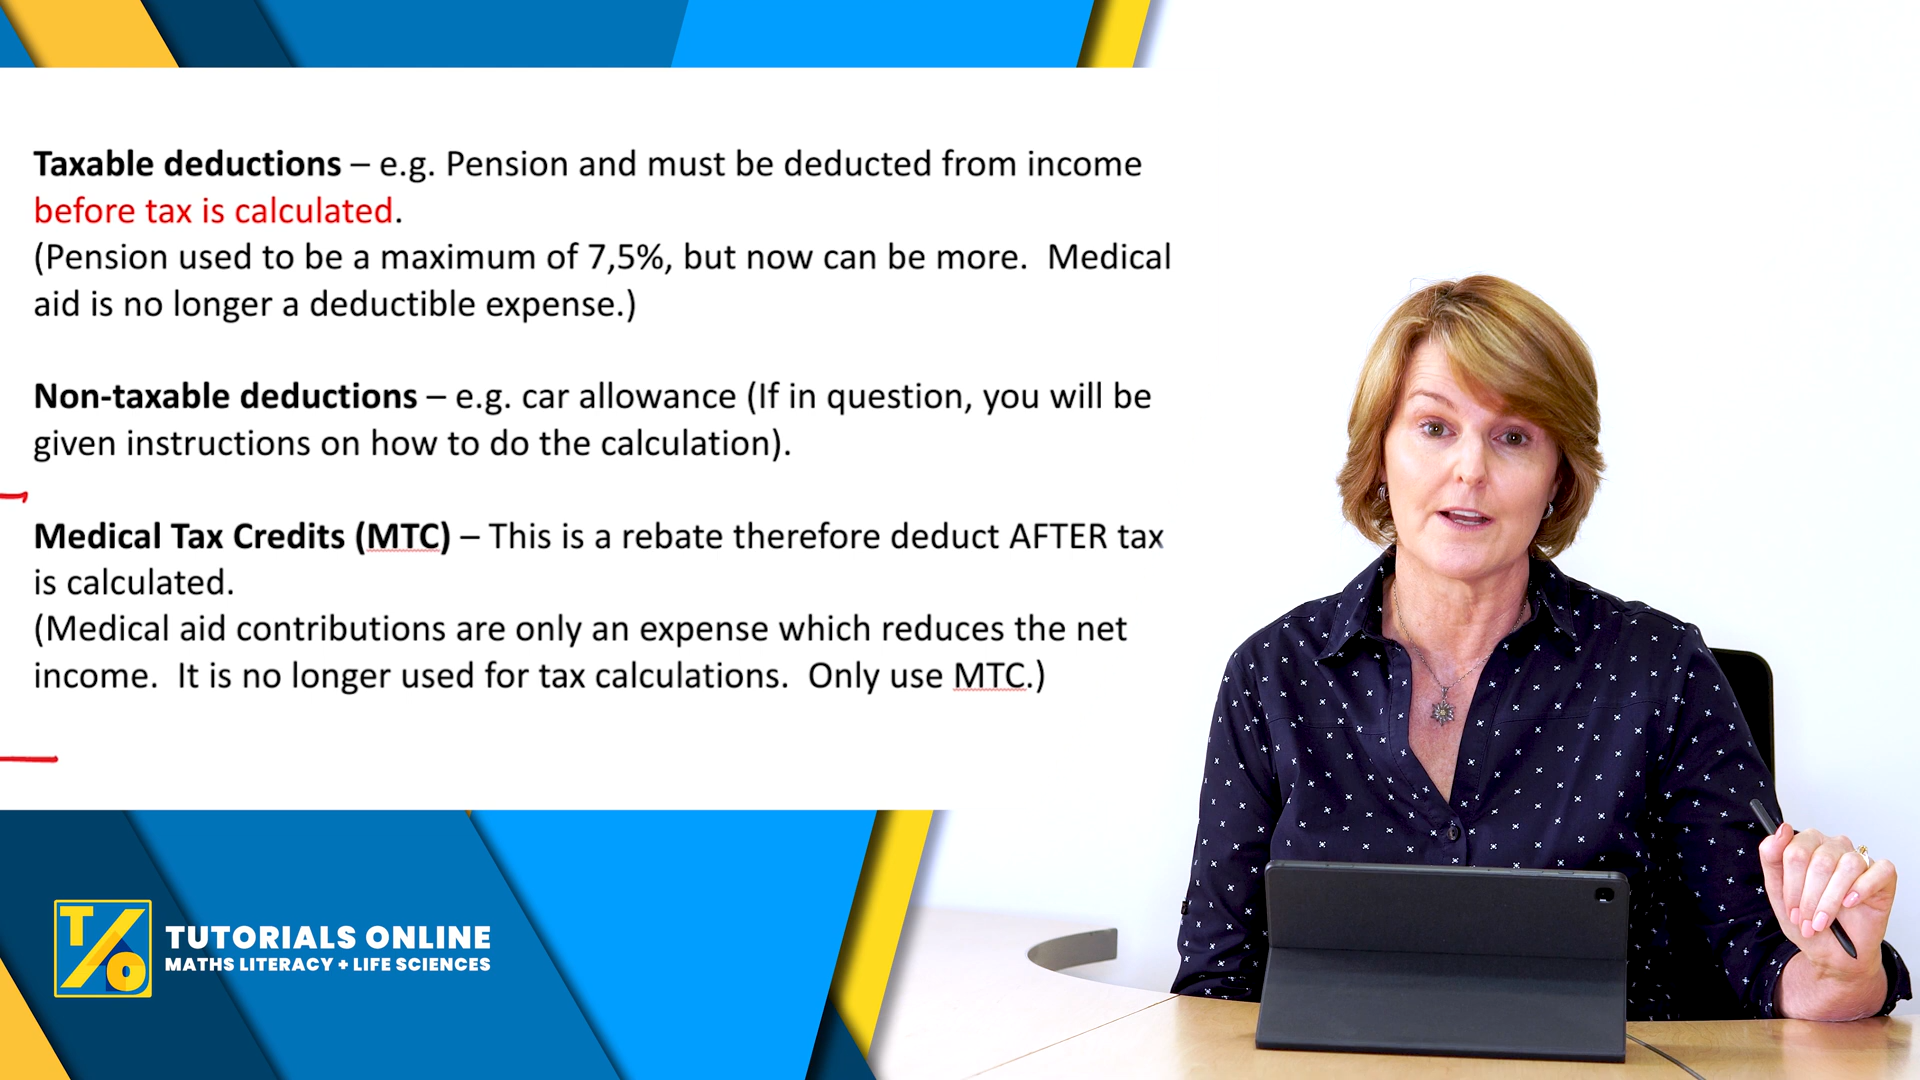 Taxable deductions – e.g. Pension and must be deducted from income
before tax is calculated.
(Pension used to be a maximum of 7,5%, but now can be more.  Medical
aid is no longer a deductible expense.)
Non-taxable deductions – e.g. car allowance (If in question, you will be
given instructions on how to do the calculation).
Medical Tax Credits (MTC) – This is a rebate therefore deduct AFTER tax
is calculated.
(Medical aid contributions are only an expense which reduces the net
income.  It is no longer used for tax calculations.  Only use MTC.)
T/O
TUTORIALS ONLINE
MATHS LITERACY + LIFE SCIENCES